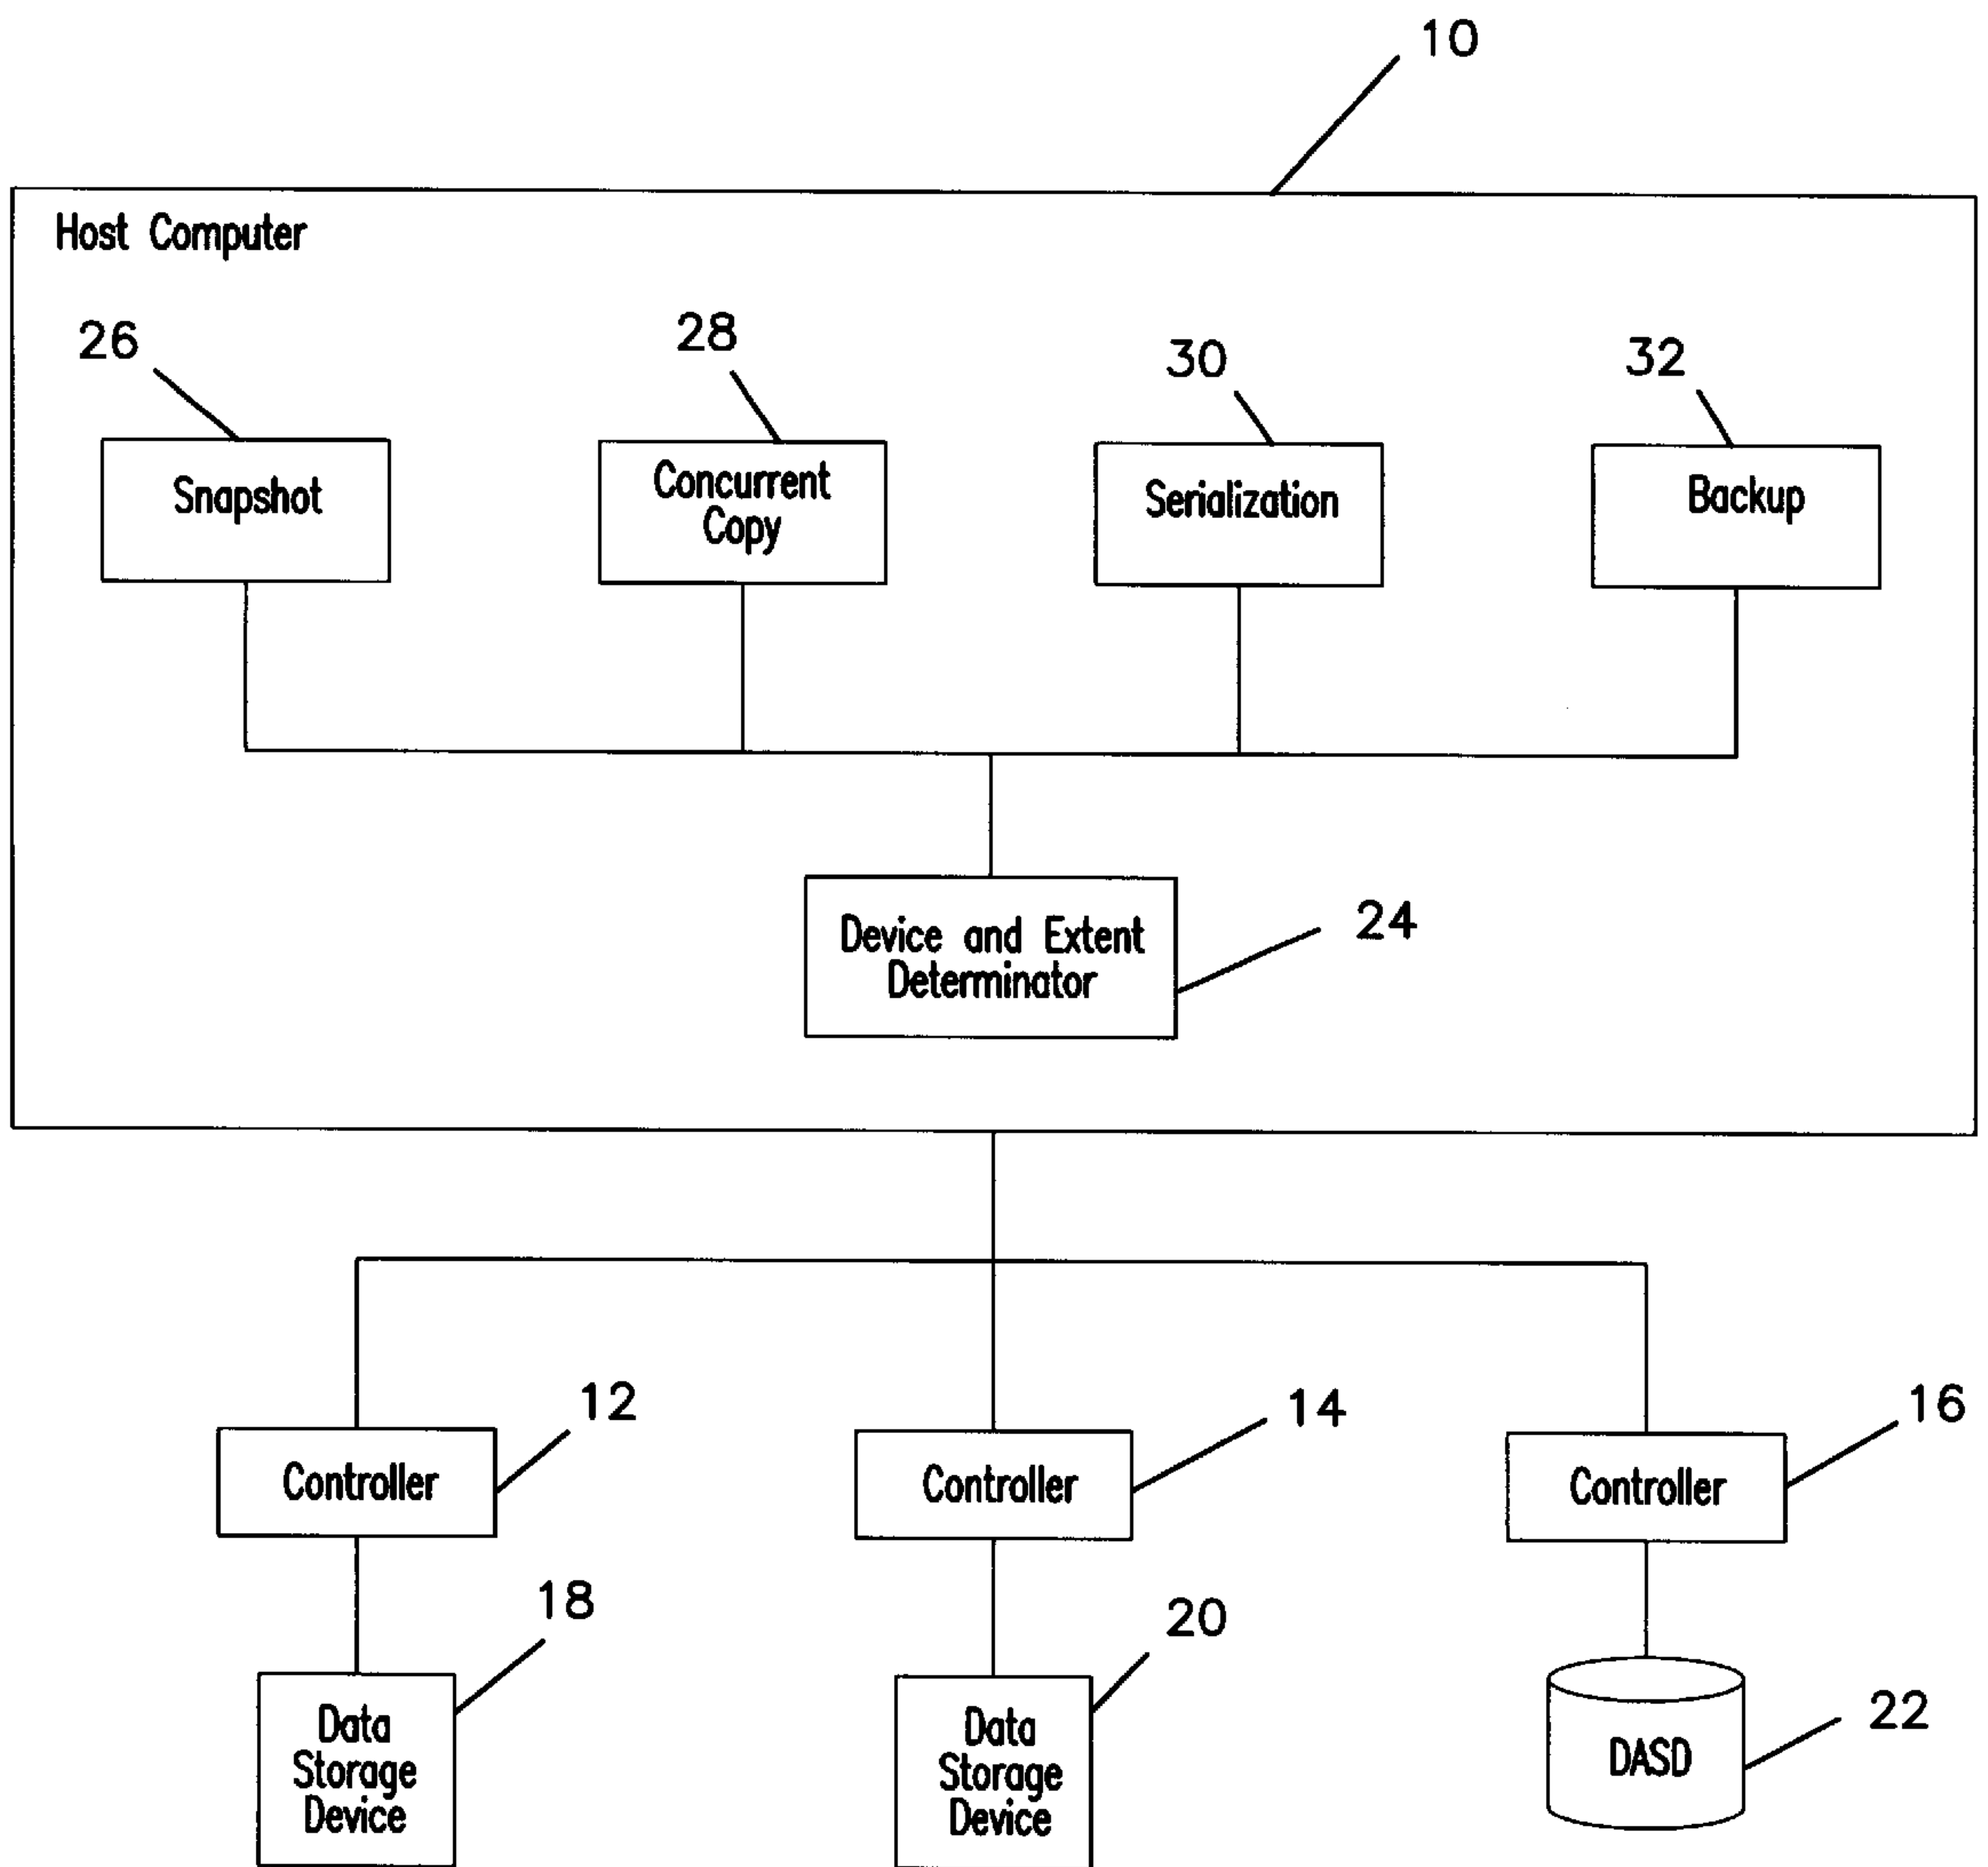 10
Host Computer
26
28
30
32
Snapshot
Concurrent
Copy
Serialization
Backup
Device and Extent
Determinator
24
12
14
16
Controller
Controller
Controller
18
20
22
Data
Storage
Device
Data
Storage
Device
DASD